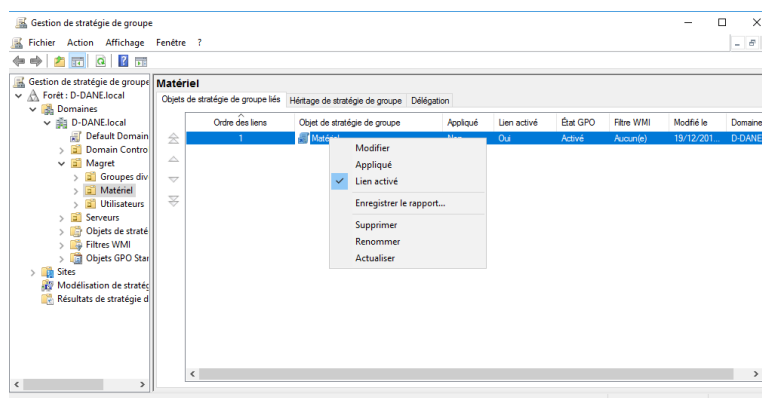 Gestion de stratégie de groupe
Fichier Action Affichage Fenêtre ?
Gestion de stratégie de groupe
Forêt : D-DANE.local
Domaines
D-DANE.local
Default Domain
Domain Contro
Magret
Groupes div
Matériel
Utilisateurs
Serveurs
Objets de straté
Filtres WMI
Objets GPO Star
Sites
Modélisation de stratég
Résultats de stratégie d
Matériel
Objets de stratégie de groupe liés Héritage de stratégie de groupe Délégation
Ordre des liens Objet de stratégie de groupe Appliqué Lien activé État GPO Filtre WMI Modifié le Domaine
1 Matériel Non Oui Activé Aucun(e) 19/12/201... D-DANE
Modifier
Appliqué
Lien activé
Enregistrer le rapport...
Supprimer
Renommer
Actualiser